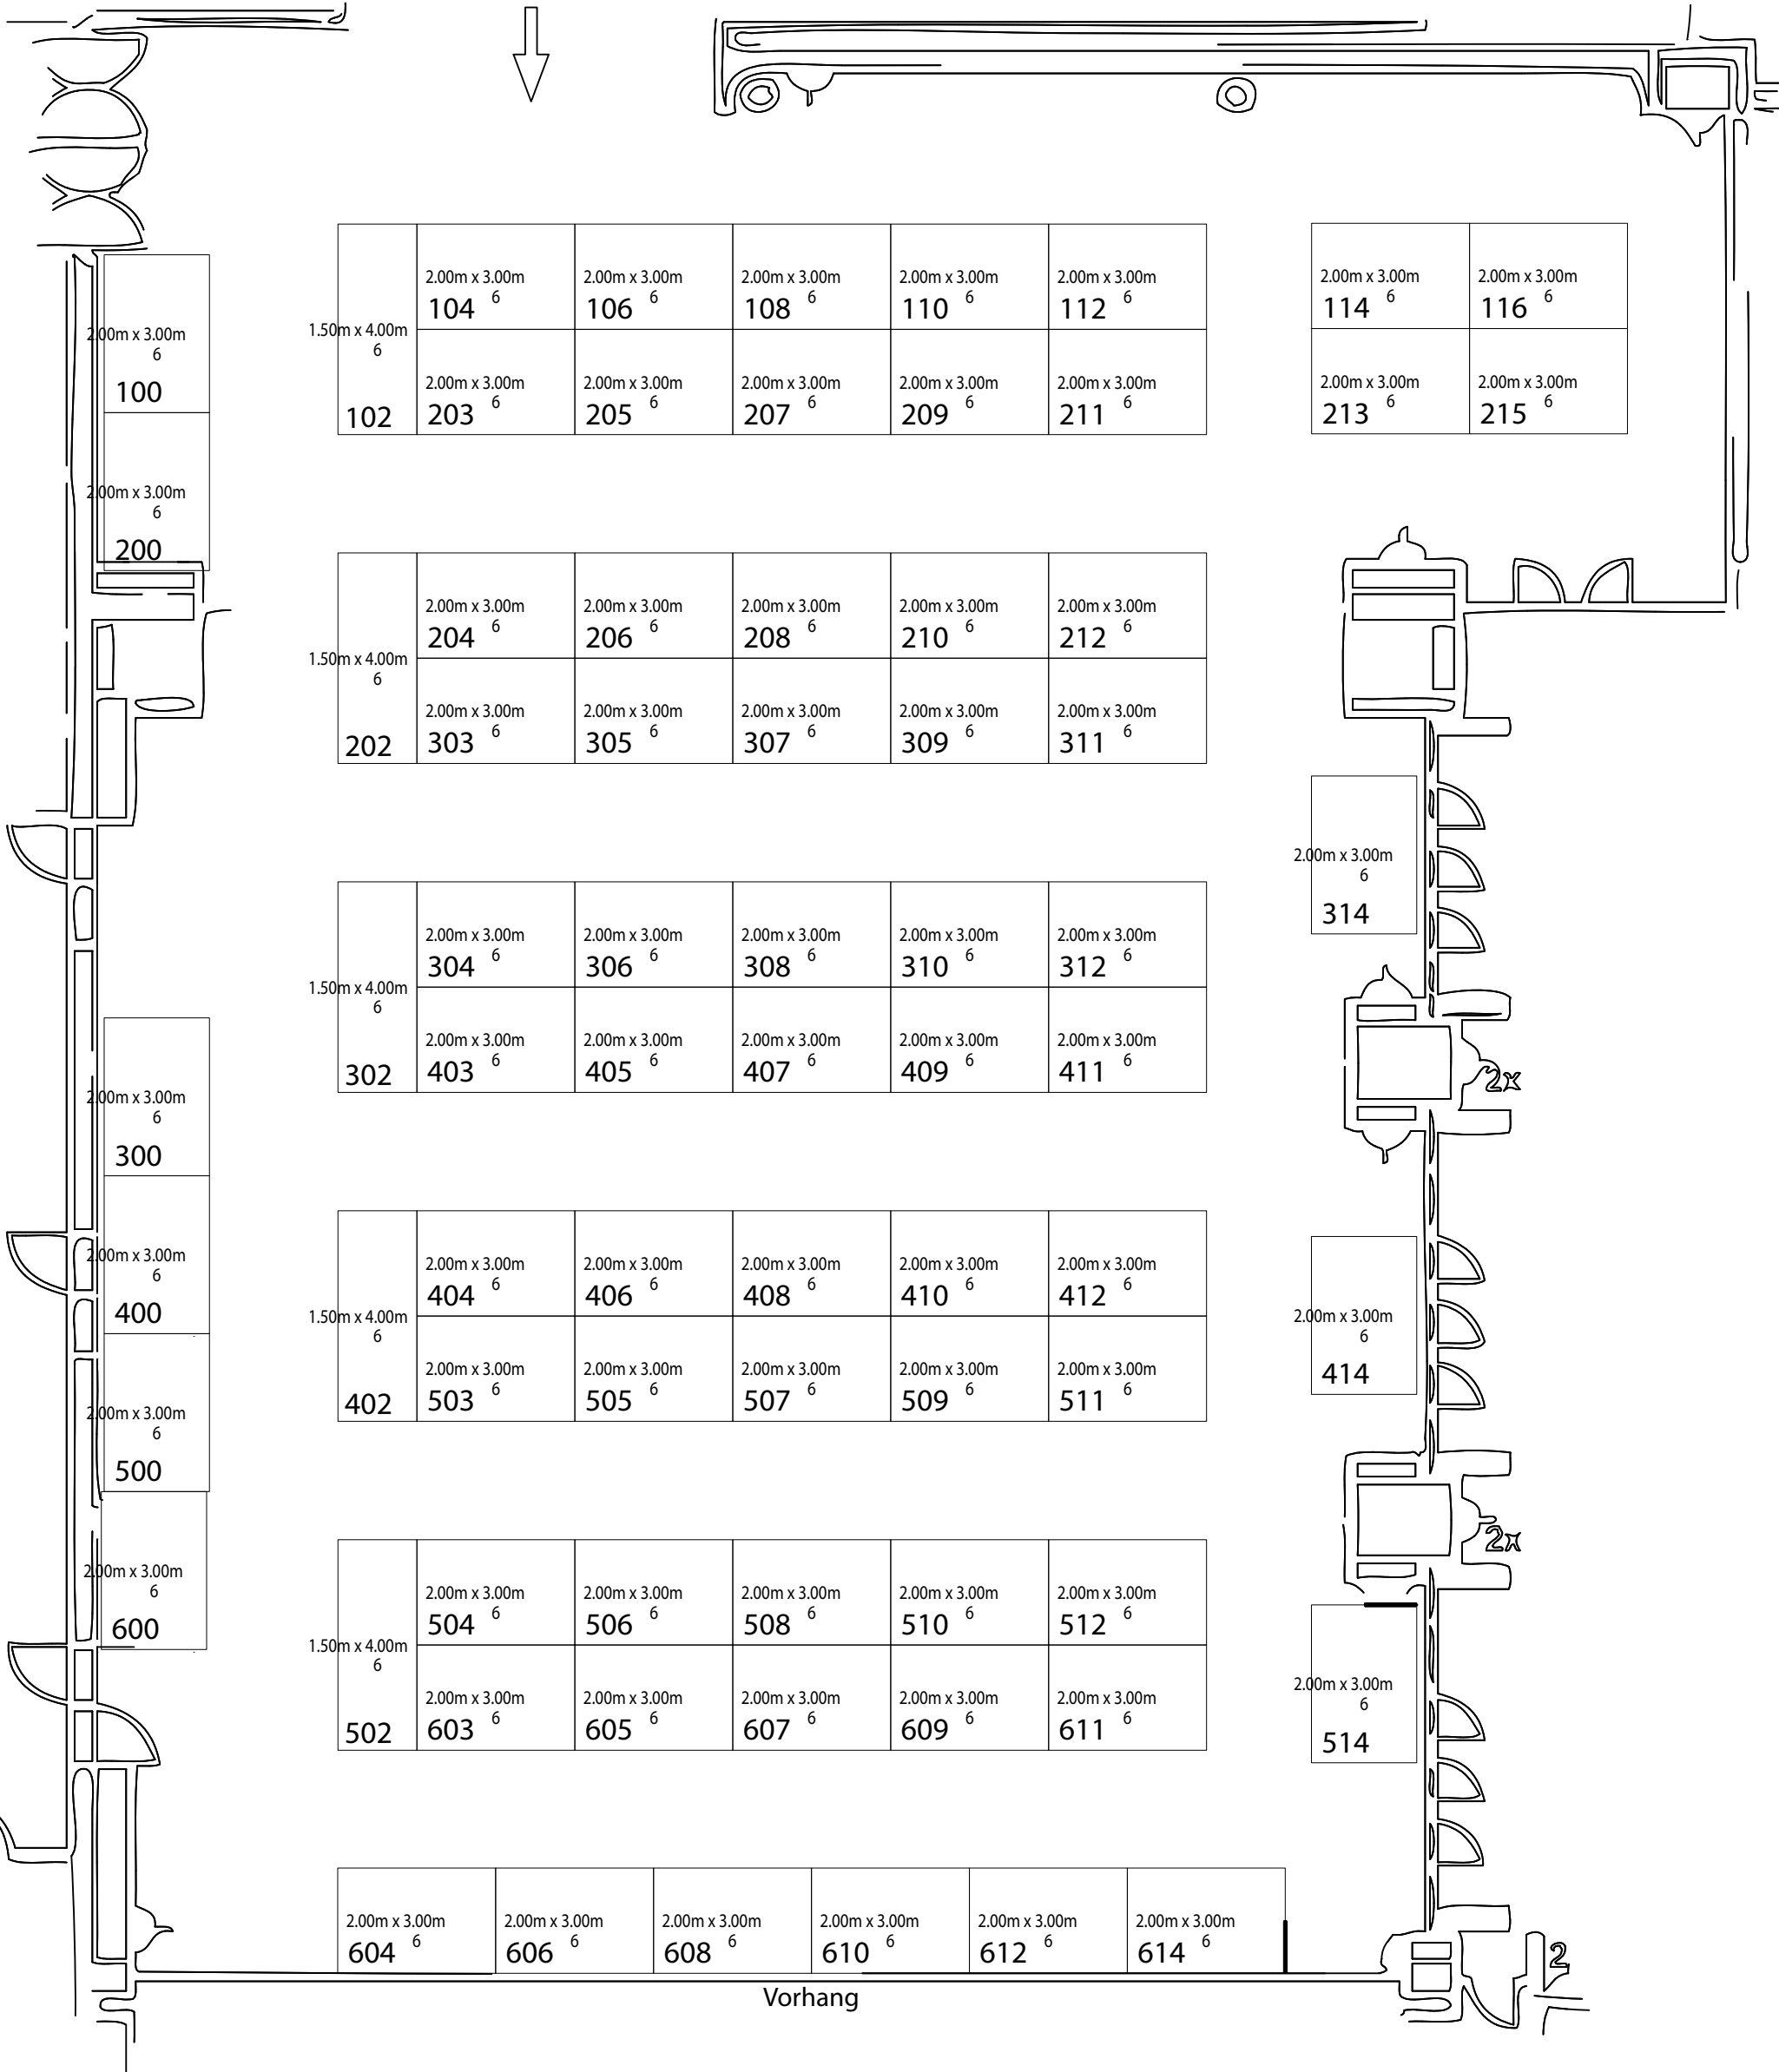 2.00m x 3.00m
6
104
2.00m x 3.00m
6
106
2.00m x 3.00m
6
108
2.00m x 3.00m
6
110
2.00m x 3.00m
6
112
2.00m x 3.00m
6
114
2.00m x 3.00m
6
116
2.00m x 3.00m
6
100
1.50m x 4.00m
6
102
2.00m x 3.00m
6
203
2.00m x 3.00m
6
205
2.00m x 3.00m
6
207
2.00m x 3.00m
6
209
2.00m x 3.00m
6
211
2.00m x 3.00m
6
213
2.00m x 3.00m
6
215
2.00m x 3.00m
6
200
2.00m x 3.00m
6
204
2.00m x 3.00m
6
206
2.00m x 3.00m
6
208
2.00m x 3.00m
6
210
2.00m x 3.00m
6
212
1.50m x 4.00m
6
202
2.00m x 3.00m
6
303
2.00m x 3.00m
6
305
2.00m x 3.00m
6
307
2.00m x 3.00m
6
309
2.00m x 3.00m
6
311
2.00m x 3.00m
6
314
2.00m x 3.00m
6
304
2.00m x 3.00m
6
306
2.00m x 3.00m
6
308
2.00m x 3.00m
6
310
2.00m x 3.00m
6
312
1.50m x 4.00m
6
302
2.00m x 3.00m
6
403
2.00m x 3.00m
6
405
2.00m x 3.00m
6
407
2.00m x 3.00m
6
409
2.00m x 3.00m
6
411
2x
2.00m x 3.00m
6
300
2.00m x 3.00m
6
400
2.00m x 3.00m
6
404
2.00m x 3.00m
6
406
2.00m x 3.00m
6
408
2.00m x 3.00m
6
410
2.00m x 3.00m
6
412
1.50m x 4.00m
6
402
2.00m x 3.00m
6
414
2.00m x 3.00m
6
503
2.00m x 3.00m
6
505
2.00m x 3.00m
6
507
2.00m x 3.00m
6
509
2.00m x 3.00m
6
511
2.00m x 3.00m
6
500
2x
2.00m x 3.00m
6
600
2.00m x 3.00m
6
504
2.00m x 3.00m
6
506
2.00m x 3.00m
6
508
2.00m x 3.00m
6
510
2.00m x 3.00m
6
512
1.50m x 4.00m
6
502
2.00m x 3.00m
6
603
2.00m x 3.00m
6
605
2.00m x 3.00m
6
607
2.00m x 3.00m
6
609
2.00m x 3.00m
6
611
2.00m x 3.00m
6
514
2.00m x 3.00m
6
604
2.00m x 3.00m
6
606
2.00m x 3.00m
6
608
2.00m x 3.00m
6
610
2.00m x 3.00m
6
612
2.00m x 3.00m
6
614
2
Vorhang